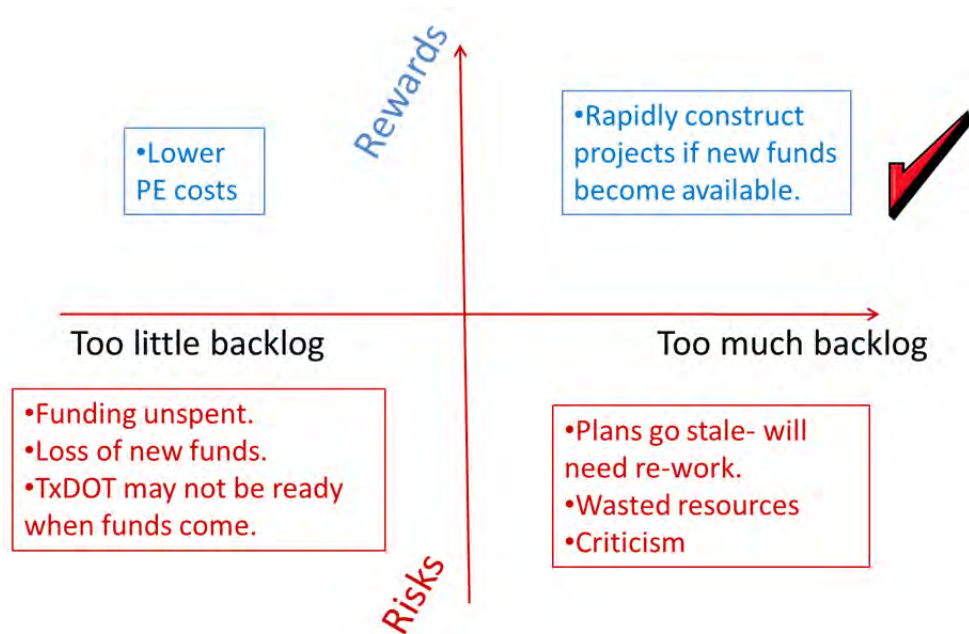 Rewards
•Lower
PE costs
•Rapidly construct
projects if new funds
become available.
Too little backlog
Too much backlog
•Funding unspent.
•Loss of new funds.
•TxDOT may not be ready
when funds come.
•Plans go stale- will
need re-work.
•Wasted resources
•Criticism
Risks